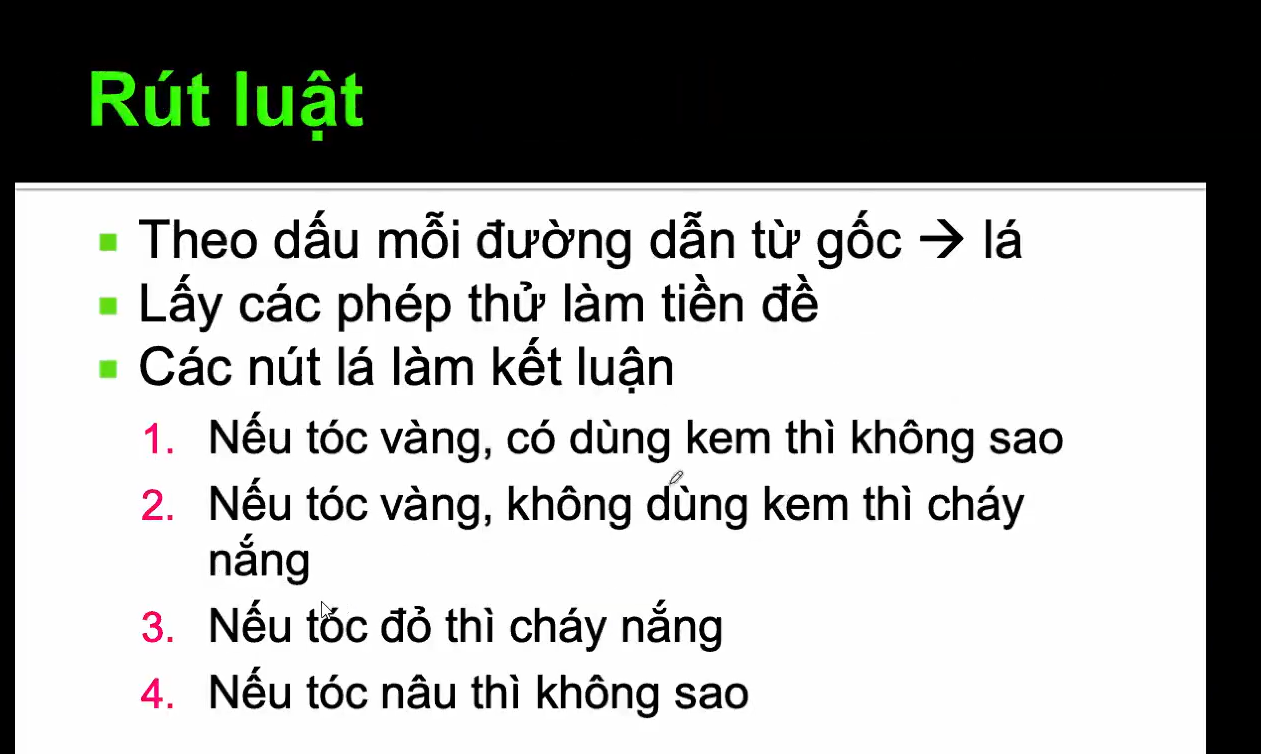 Rút luật
Theo dấu mỗi đường dẫn từ gốc → lá
Lấy các phép thử làm tiền đề
Các nút lá làm kết luận
1. Nếu tóc vàng, có dùng kem thì không sao
2. Nếu tóc vàng, không dùng kem thì cháy
nắng
3. Nếu tóc đỏ thì cháy nắng
4. Nếu tóc nâu thì không sao